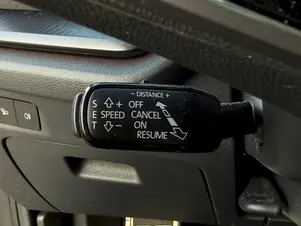 - DISTANCE +
S ⇧+ OFF
E SPEED CANCEL
T ⇩- ON
RESUME